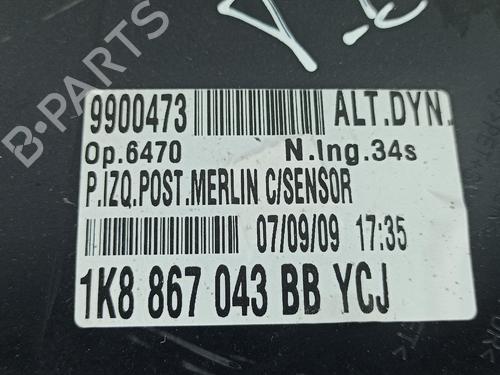 9900473 ALT.DYN.
Op.6470 N.Ing.34s
P.IZQ.POST.MERLIN C/SENSOR
07/09/09 17:35
1K8 867 043 BB YCJ